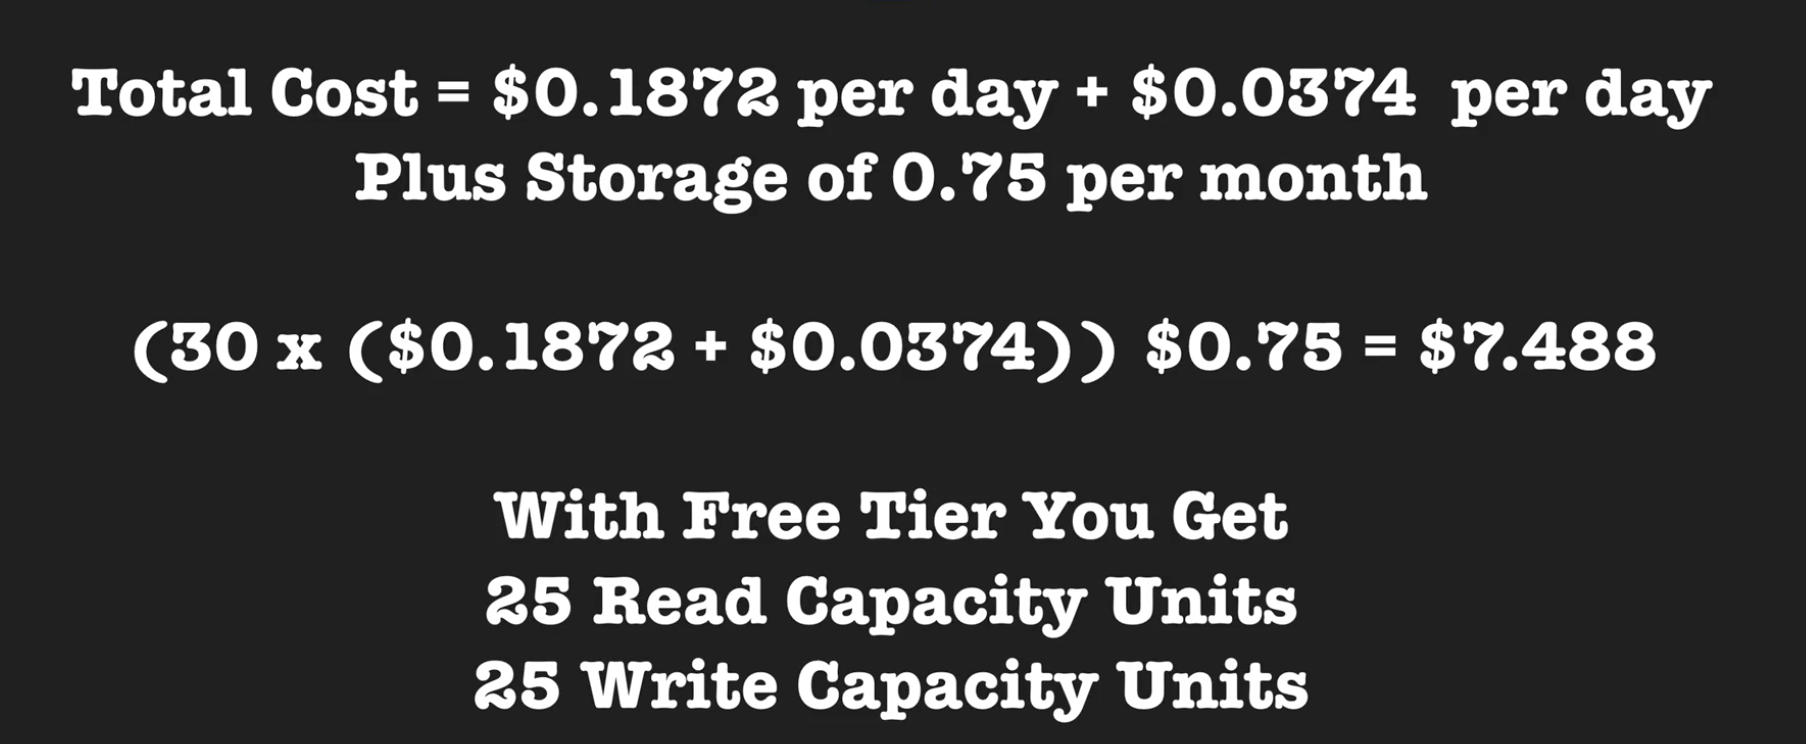 Total Cost = $0.1872 per day + $0.0374 per day
Plus Storage of 0.75 per month
(30 x ($0.1872 + $0.0374)) $0.75 = $7.488
With Free Tier You Get
25 Read Capacity Units
25 Write Capacity Units